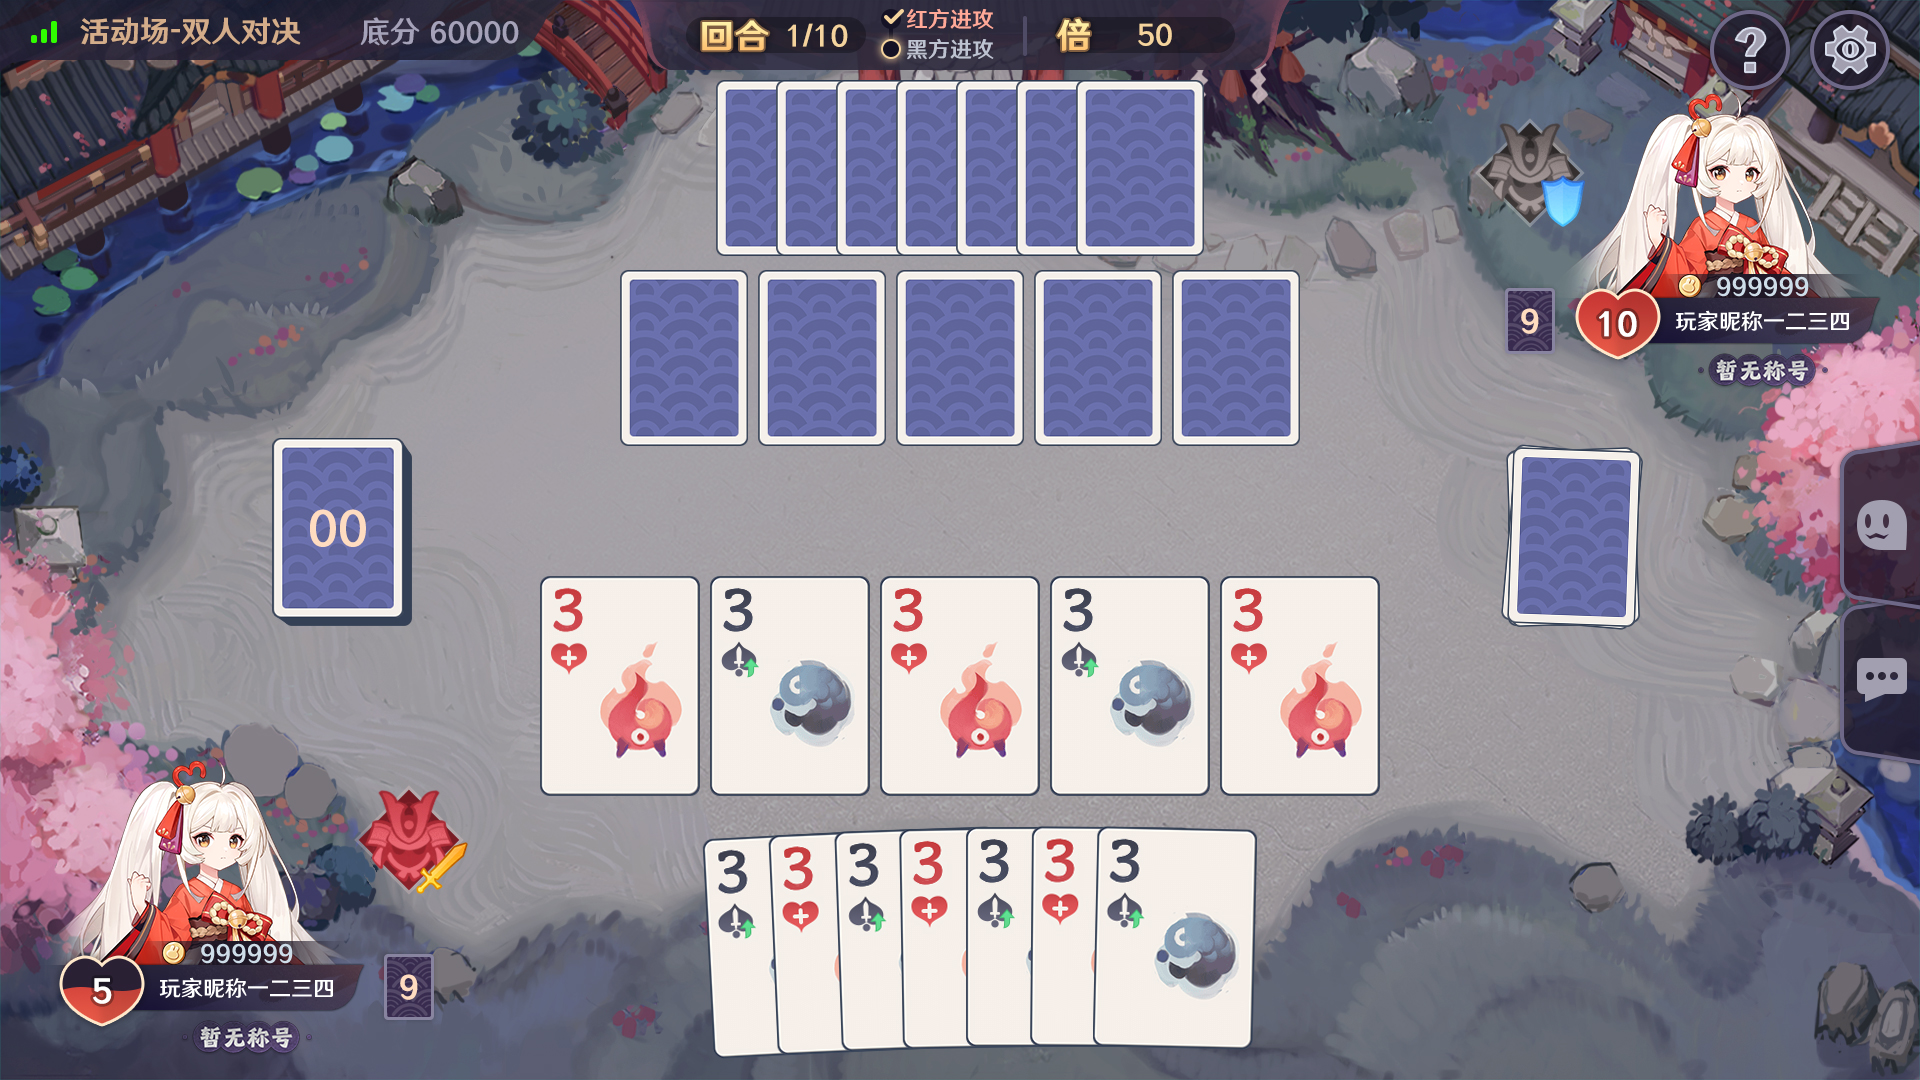 活动场-双人对决 底分 60000
回合 1/10
红方进攻
黑方进攻
倍 50
999999
9
10
玩家昵称一二三四
暂无称号
00
3 3 3 3 3
3 3 3 3 3 3 3
999999
5
玩家昵称一二三四
9
暂无称号